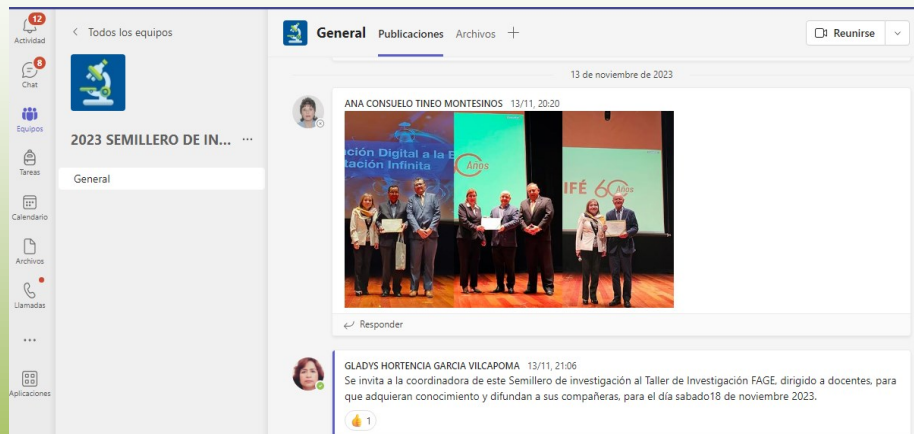 12
Actividad
8
Chat
Equipos
Tareas
Calendario
Archivos
Llamadas
Aplicaciones
Todos los equipos
2023 SEMILLERO DE IN... ...
General
General Publicaciones Archivos
Reunirse
13 de noviembre de 2023
ANA CONSUELO TINEO MONTESINOS 13/11, 20:20
ción Digital a la E
tación Infinita
Años
IFÉ 60 Años
Responder
GLADYS HORTENCIA GARCIA VILCAPOMA 13/11, 21:06
Se invita a la coordinadora de este Semillero de investigación al Taller de Investigación FAGE, dirigido a docentes, para
que adquieran conocimiento y difundan a sus compañeras, para el día sabado18 de noviembre 2023.
1